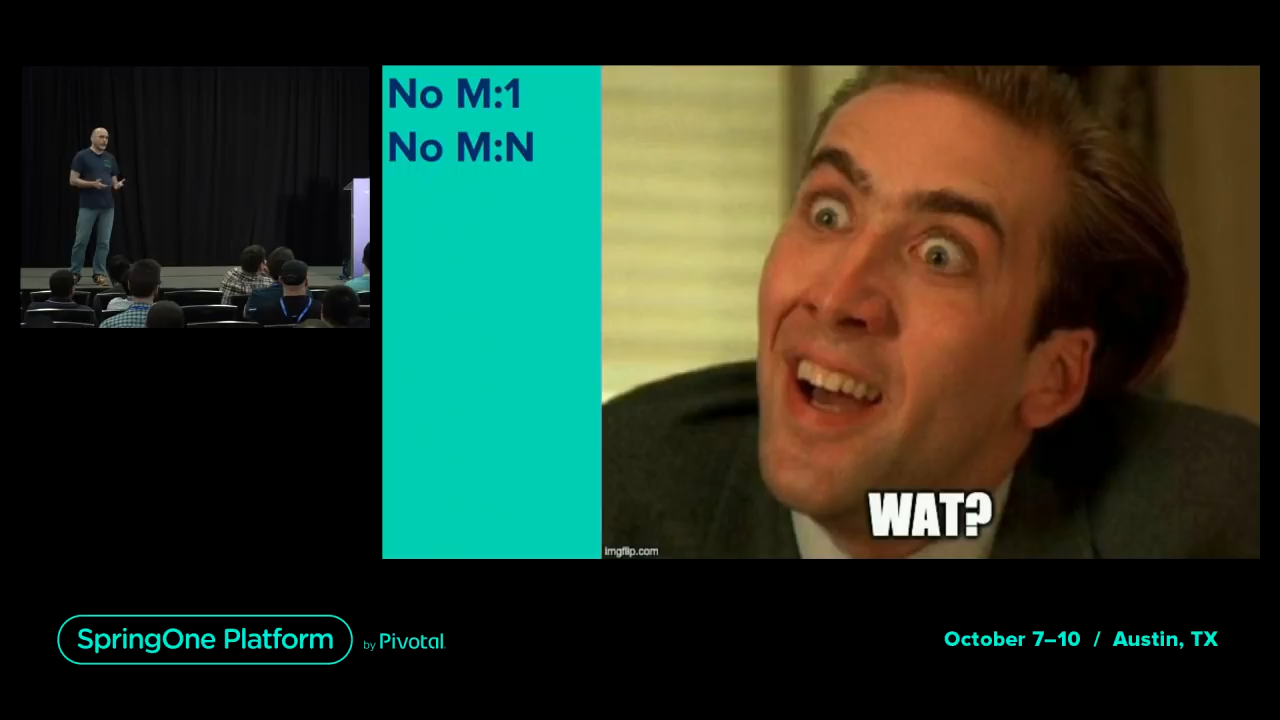 No M:1
No M:N
WAT?
imgflip.com
SpringOne Platform
by Pivotal
October 7–10 / Austin, TX